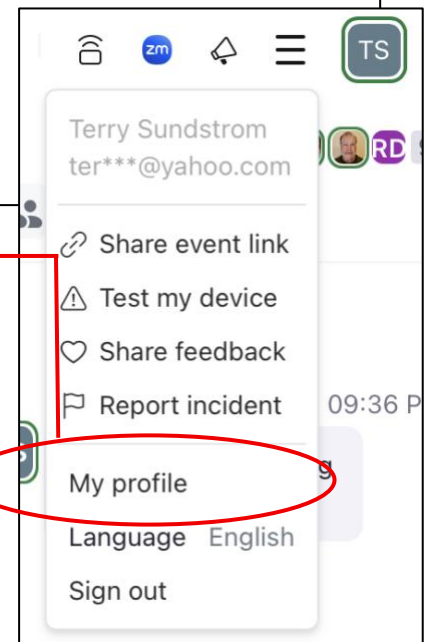 zm
TS
Terry Sundstrom
ter***@yahoo.com
RD
Share event link
Test my device
Share feedback
Report incident
09:36 P
g
My profile
Language English
Sign out